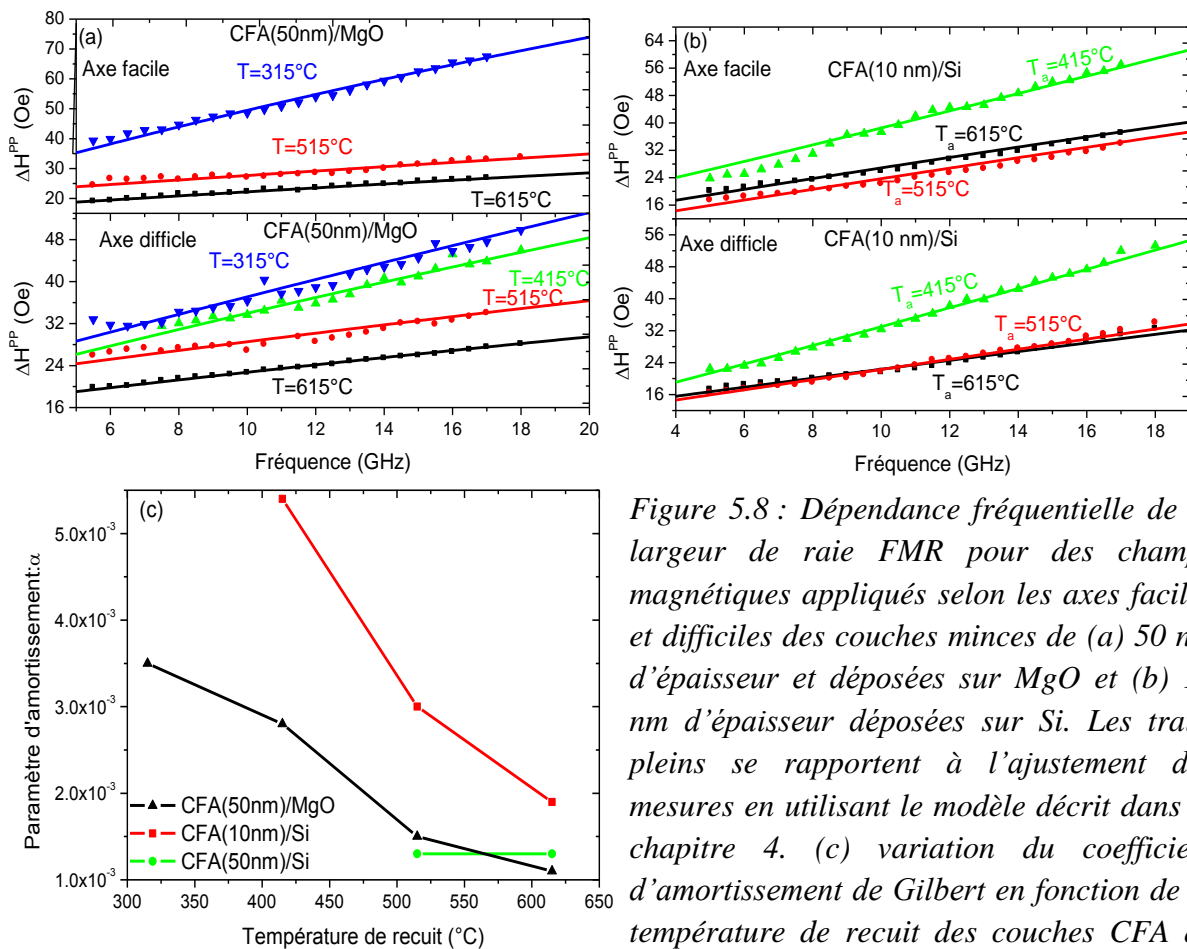 (a)
CFA(50nm)/MgO
Axe facile
T=315°C
T=515°C
T=615°C
ΔH^PP (Oe)
80
70
60
50
40
30
20
Axe difficile
CFA(50nm)/MgO
T=315°C
T=415°C
T=515°C
T=615°C
ΔH^PP (Oe)
48
40
32
24
16
6 8 10 12 14 16 18 20
Fréquence (GHz)
(b)
Axe facile
CFA(10 nm)/Si
T_a=415°C
T_a=615°C
T_a=515°C
ΔH^PP (Oe)
64
56
48
40
32
24
16
Axe difficile
CFA(10 nm)/Si
T_a=415°C
T_a=515°C
T_a=615°C
ΔH^PP (Oe)
56
48
40
32
24
16
4 6 8 10 12 14 16 18
Fréquence (GHz)
(c)
Paramètre d'amortissement:α
5.0x10^-3
4.0x10^-3
3.0x10^-3
2.0x10^-3
1.0x10^-3
CFA(50nm)/MgO
CFA(10nm)/Si
CFA(50nm)/Si
300 350 400 450 500 550 600 650
Température de recuit (°C)
Figure 5.8 : Dépendance fréquentielle de
largeur de raie FMR pour des
magnétiques appliqués selon les axes
et difficiles des couches minces de (a) 50
d'épaisseur et déposées sur MgO et (b)
nm d'épaisseur déposées sur Si. Les
pleins se rapportent à l'ajustement
mesures en utilisant le modèle décrit dans
chapitre 4. (c) variation du
d'amortissement de Gilbert en fonction de
température de recuit des couches CFA